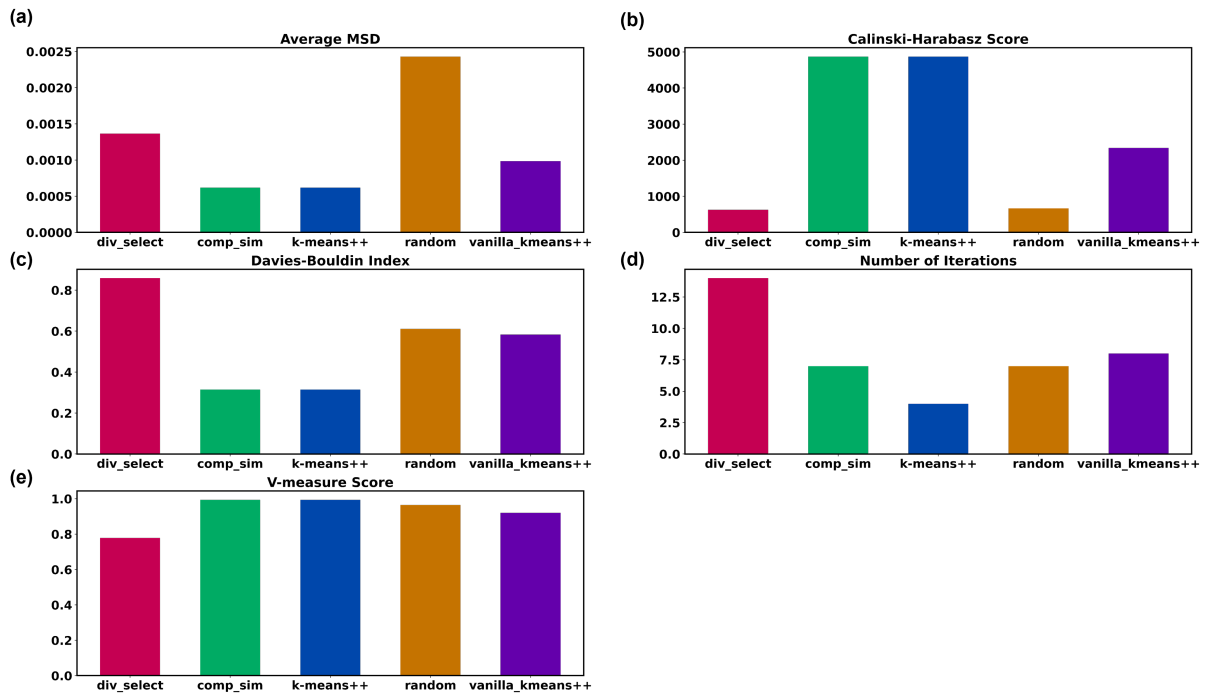 (a)
Average MSD
0.0025
0.0020
0.0015
0.0010
0.0005
0.0000
div_select comp_sim k-means++ random vanilla_kmeans++
(b)
Calinski-Harabasz Score
5000
4000
3000
2000
1000
0
div_select comp_sim k-means++ random vanilla_kmeans++
(c)
Davies-Bouldin Index
0.8
0.6
0.4
0.2
0.0
div_select comp_sim k-means++ random vanilla_kmeans++
(d)
Number of Iterations
12.5
10.0
7.5
5.0
2.5
0.0
div_select comp_sim k-means++ random vanilla_kmeans++
(e)
V-measure Score
1.0
0.8
0.6
0.4
0.2
0.0
div_select comp_sim k-means++ random vanilla_kmeans++